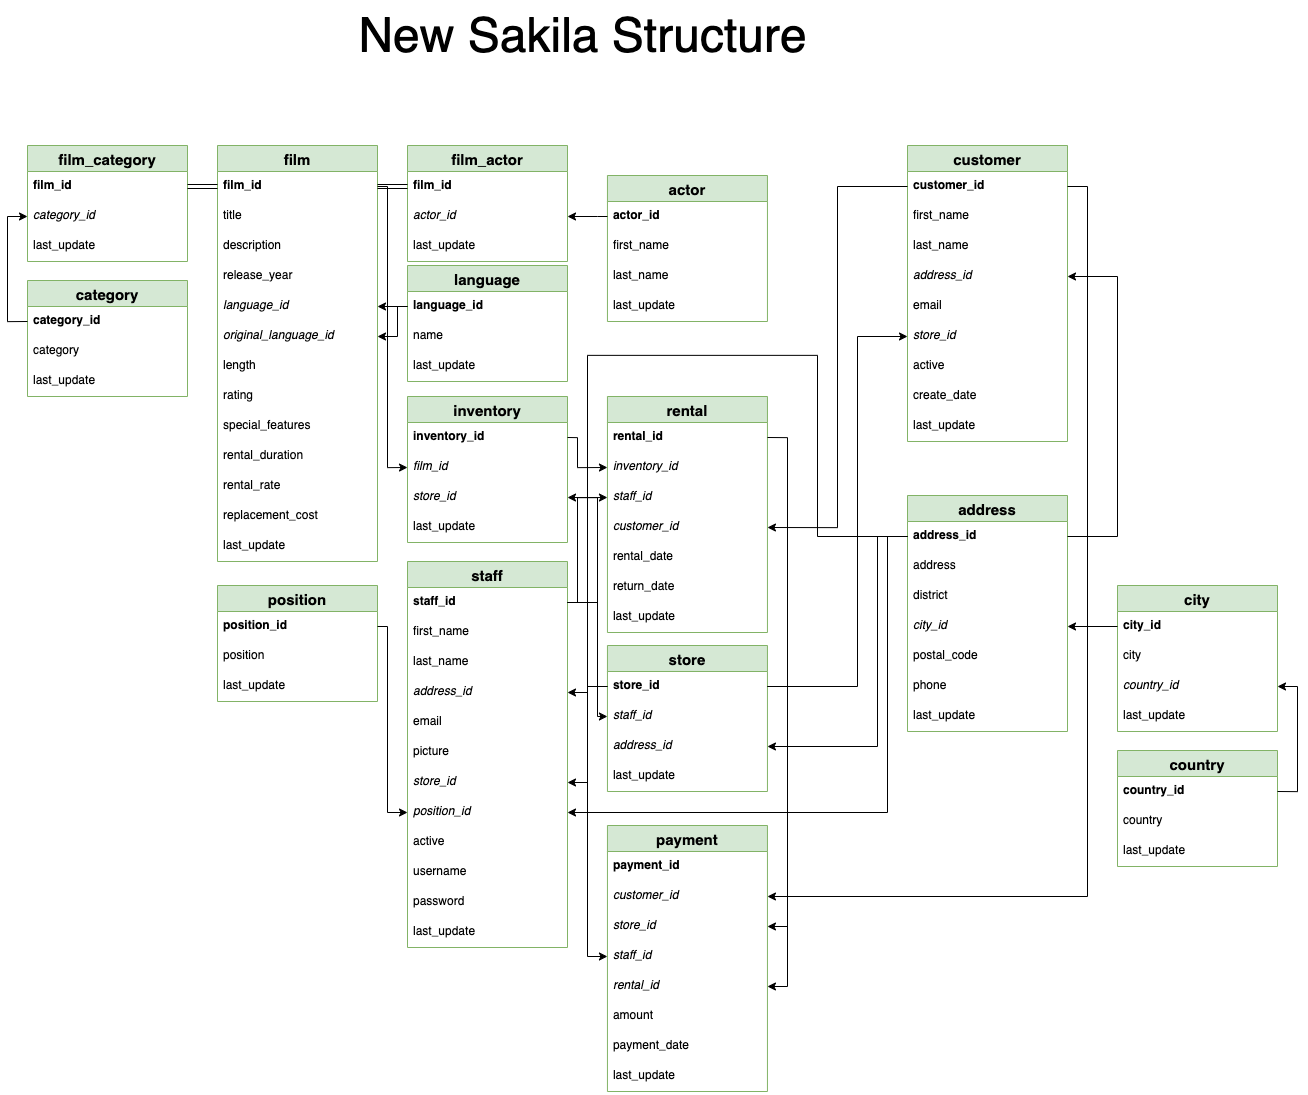 New Sakila Structure
film_category
film_id
category_id
last_update
category
category_id
category
last_update
film
film_id
title
description
release_year
language_id
original_language_id
length
rating
special_features
rental_duration
rental_rate
replacement_cost
last_update
position
position_id
position
last_update
film_actor
film_id
actor_id
last_update
language
language_id
name
last_update
inventory
inventory_id
film_id
store_id
last_update
staff
staff_id
first_name
last_name
address_id
email
picture
store_id
position_id
active
username
password
last_update
actor
actor_id
first_name
last_name
last_update
rental
rental_id
inventory_id
staff_id
customer_id
rental_date
return_date
last_update
store
store_id
staff_id
address_id
last_update
payment
payment_id
customer_id
store_id
staff_id
rental_id
amount
payment_date
last_update
customer
customer_id
first_name
last_name
address_id
email
store_id
active
create_date
last_update
address
address_id
address
district
city_id
postal_code
phone
last_update
city
city_id
city
country_id
last_update
country
country_id
country
last_update